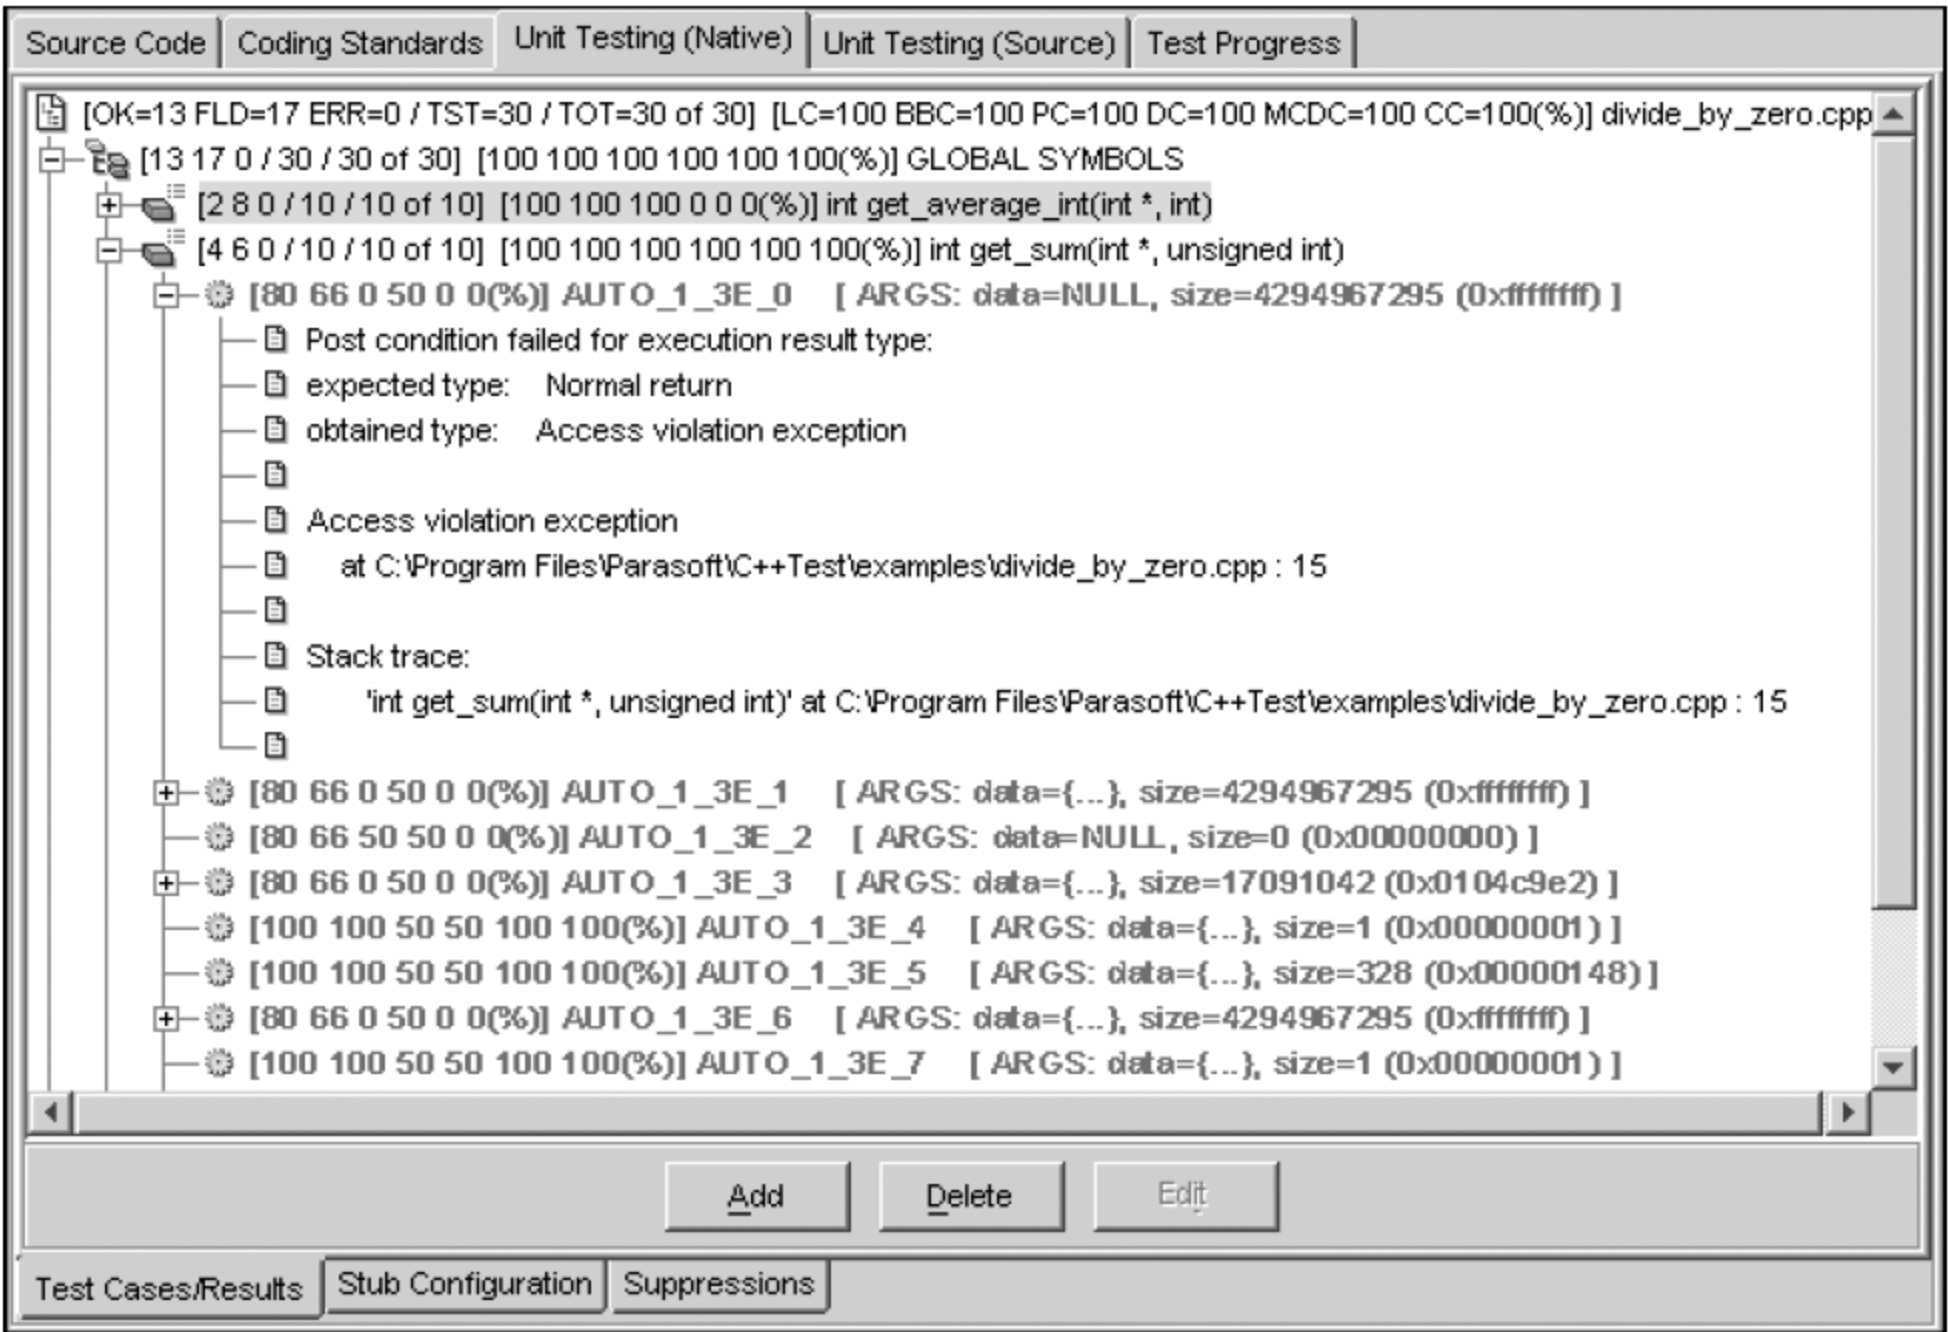 Source Code Coding Standards Unit Testing (Native) Unit Testing (Source) Test Progress
[OK=13 FLD=17 ERR=0 / TST=30 / TOT=30 of 30] [LC=100 BBC=100 PC=100 DC=100 MCDC=100 CC=100(%)] divide_by_zero.cpp
[13 17 0 / 30 / 30 of 30] [100 100 100 100 100 100(%)] GLOBAL SYMBOLS
[2 8 0 / 10 / 10 of 10] [100 100 100 0 0 0(%)] int get_average_int(int *, int)
[4 6 0 / 10 / 10 of 10] [100 100 100 100 100 100(%)] int get_sum(int *, unsigned int)
[80 66 0 50 0 0(%)] AUTO_1_3E_0 [ ARGS: data=NULL, size=4294967295 (0xffffffff) ]
Post condition failed for execution result type:
expected type: Normal return
obtained type: Access violation exception
Access violation exception
at C:\Program Files\Parasoft\C++Test\examples\divide_by_zero.cpp : 15
Stack trace:
'int get_sum(int *, unsigned int)' at C:\Program Files\Parasoft\C++Test\examples\divide_by_zero.cpp : 15
[80 66 0 50 0 0(%)] AUTO_1_3E_1 [ ARGS: data={...}, size=4294967295 (0xffffffff) ]
[80 66 50 50 0 0(%)] AUTO_1_3E_2 [ ARGS: data=NULL, size=0 (0x00000000) ]
[80 66 0 50 0 0(%)] AUTO_1_3E_3 [ ARGS: data={...}, size=17091042 (0x0104c9e2) ]
[100 100 50 50 100 100(%)] AUTO_1_3E_4 [ ARGS: data={...}, size=1 (0x00000001) ]
[100 100 50 50 100 100(%)] AUTO_1_3E_5 [ ARGS: data={...}, size=328 (0x00000148) ]
[80 66 0 50 0 0(%)] AUTO_1_3E_6 [ ARGS: data={...}, size=4294967295 (0xffffffff) ]
[100 100 50 50 100 100(%)] AUTO_1_3E_7 [ ARGS: data={...}, size=1 (0x00000001) ]
Add Delete Edit
Test Cases/Results Stub Configuration Suppressions